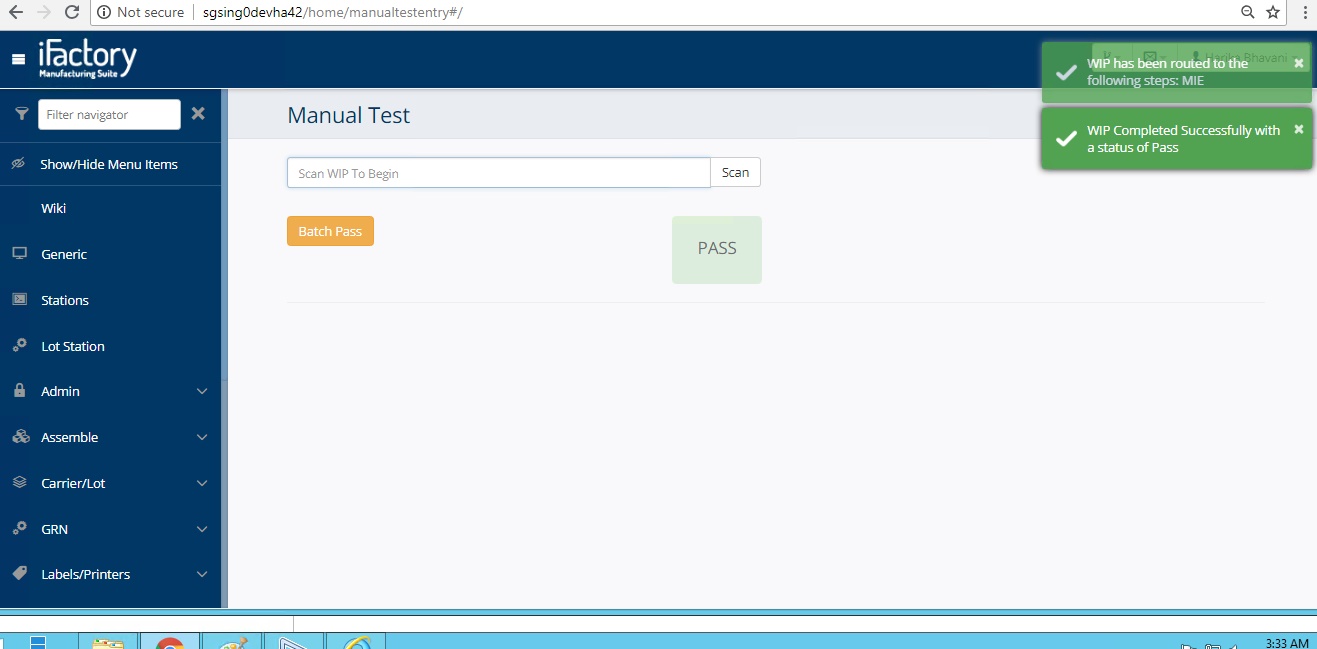 Not secure
sgsing0devha42/home/manualtestentry#/
iFactory
Manufacturing Suite
Harika Bhavani
WIP has been routed to the
following steps: MIE
WIP Completed Successfully with
a status of Pass
Filter navigator
Show/Hide Menu Items
Wiki
Generic
Stations
Lot Station
Admin
Assemble
Carrier/Lot
GRN
Labels/Printers
Manual Test
Scan WIP To Begin
Scan
Batch Pass
PASS
3:33 AM